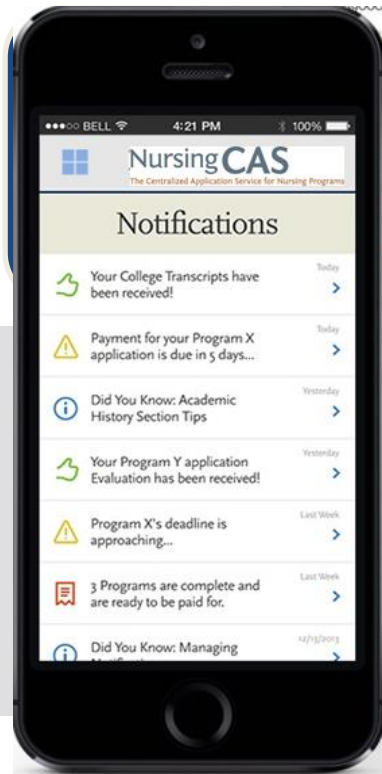 BELL 4:21 PM 100%
NursingCAS
The Centralized Application Service for Nursing Programs
Notifications
Today
Your College Transcripts have
been received!
Today
Payment for your Program X
application is due in 5 days...
Yesterday
Did You Know: Academic
History Section Tips
Yesterday
Your Program Y application
Evaluation has been received!
Last Week
Program X's deadline is
approaching...
Last Week
3 Programs are complete and
are ready to be paid for.
12/15/2013
Did You Know: Managing